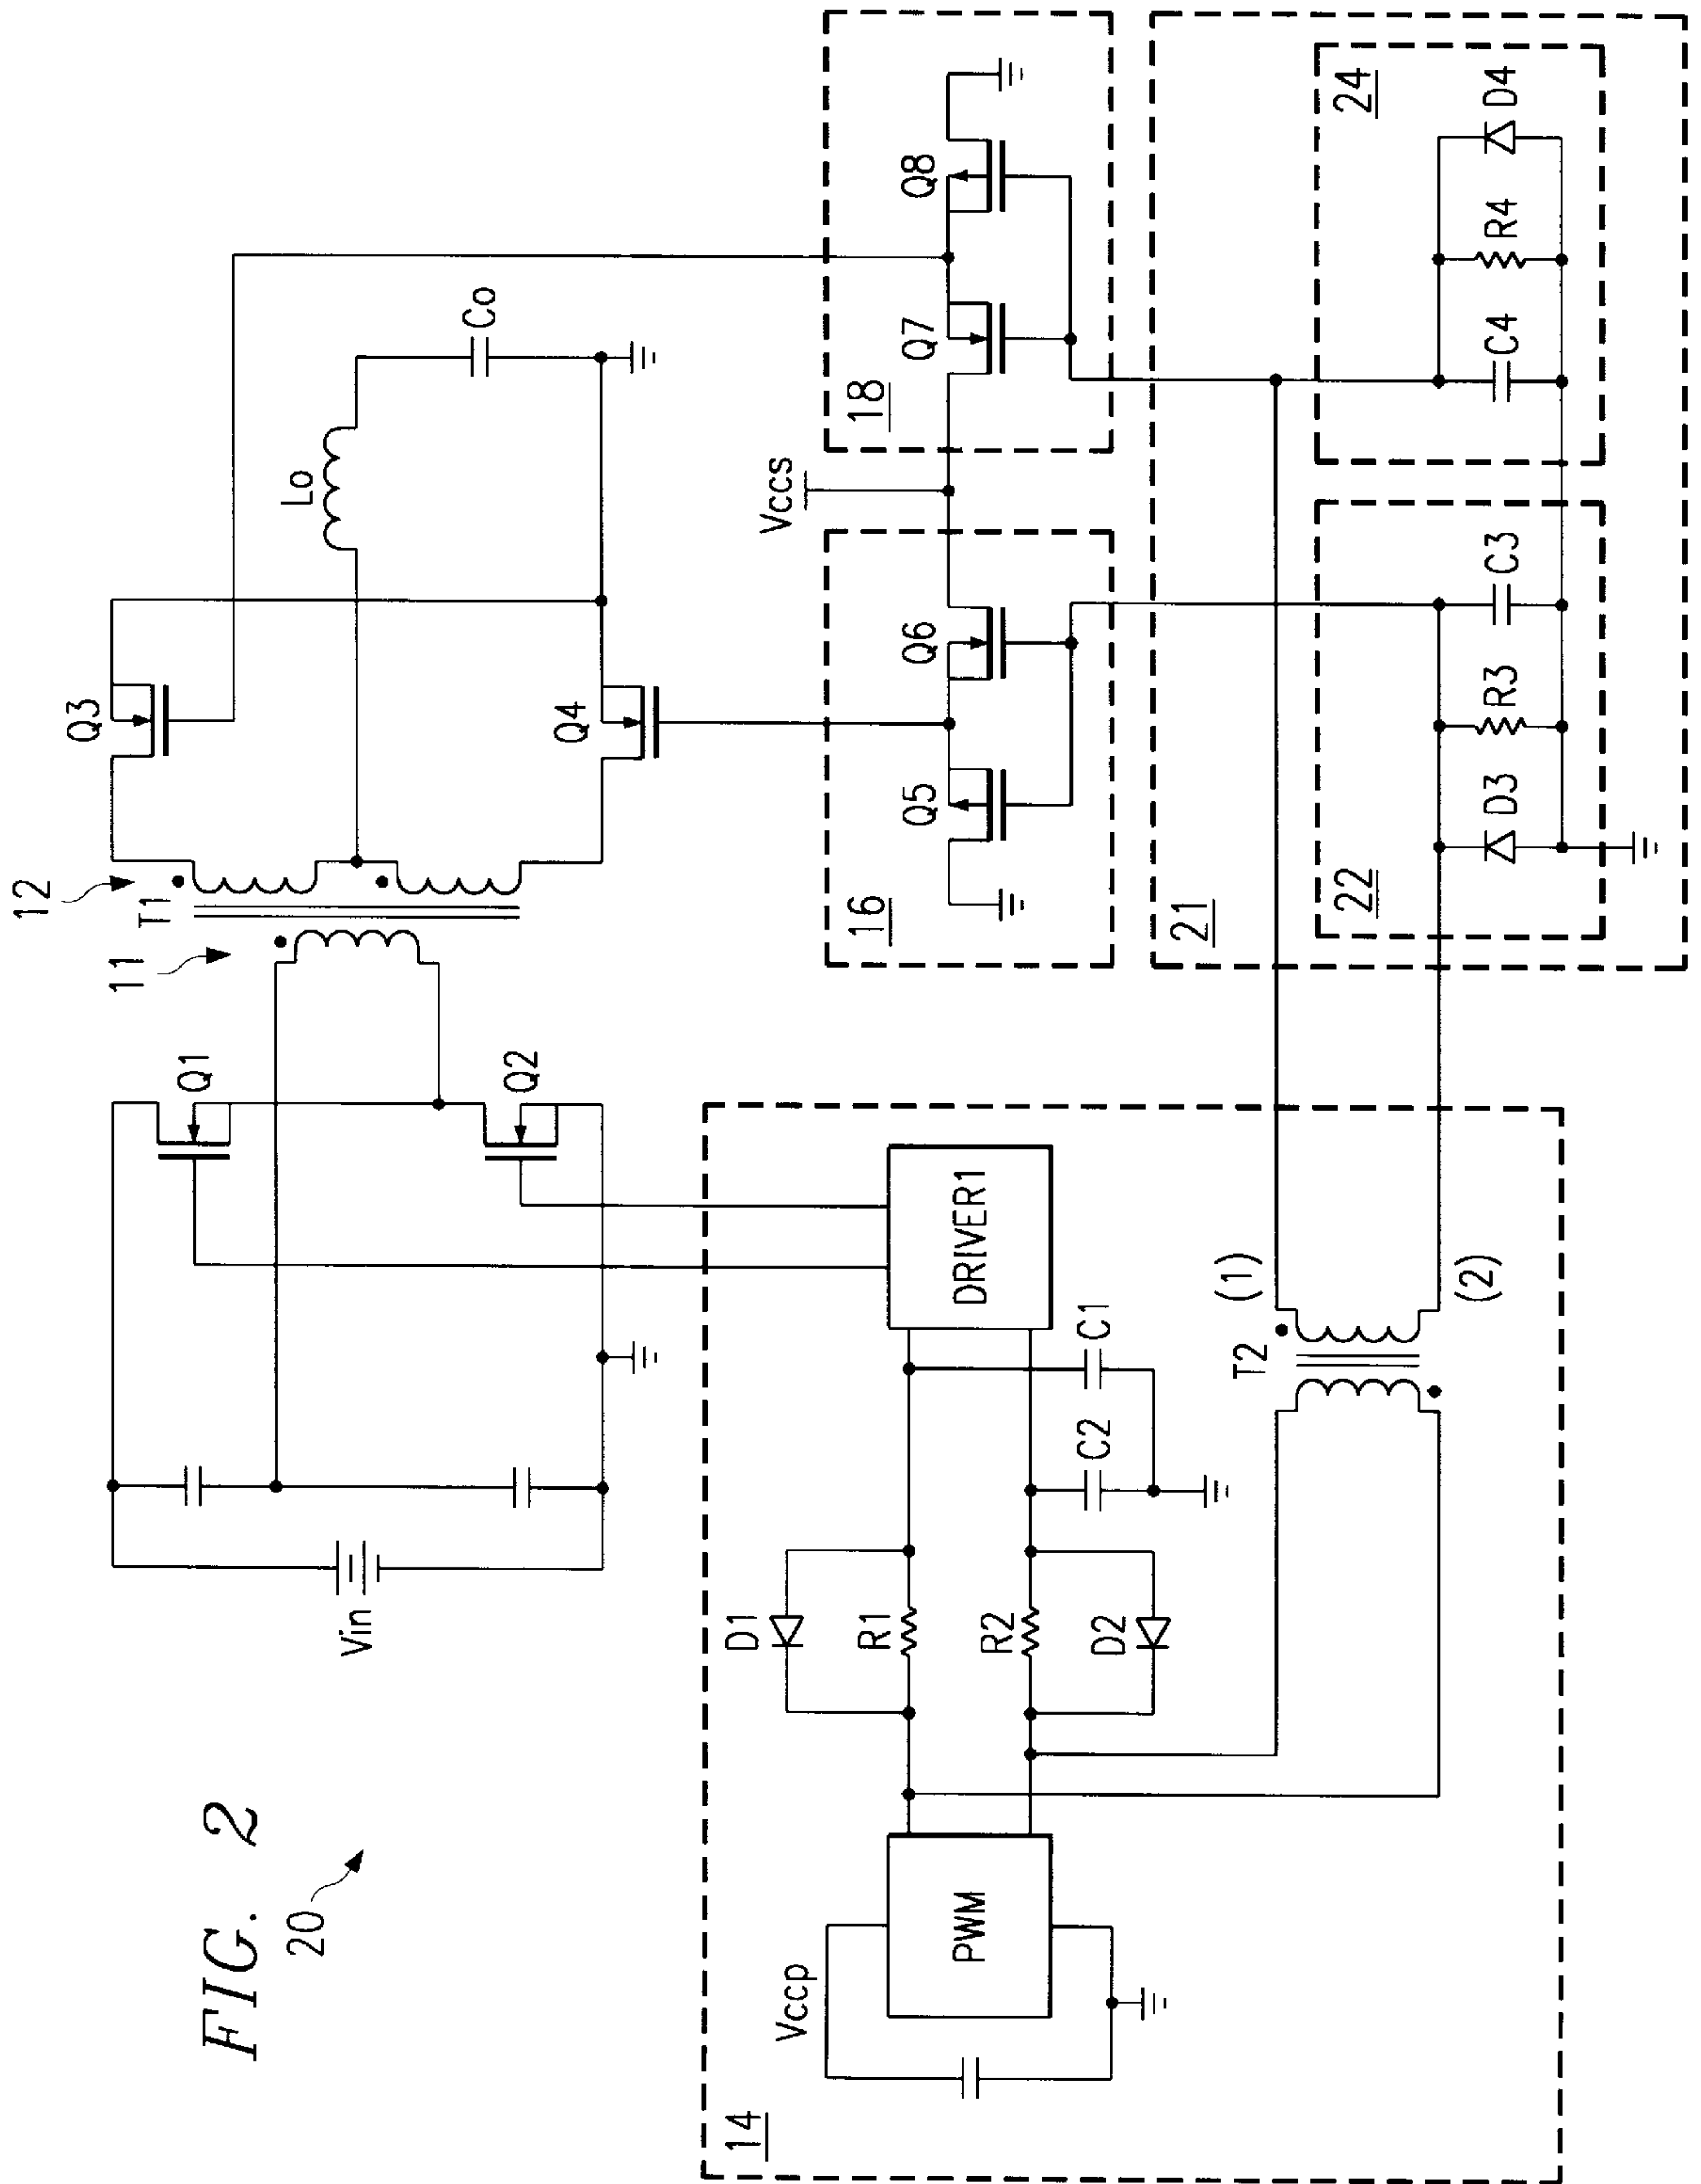 FIG. 2
20
12
T1
11
Q1
Q2
Q3
Q4
Lo
Co
Vin
14
Vccp
PWM
D1
R1
R2
D2
C2
C1
DRIVER1
T2
(1)
(2)
16
Q5
Q6
Vccs
18
Q7
Q8
21
22
D3
R3
C3
24
C4
R4
D4